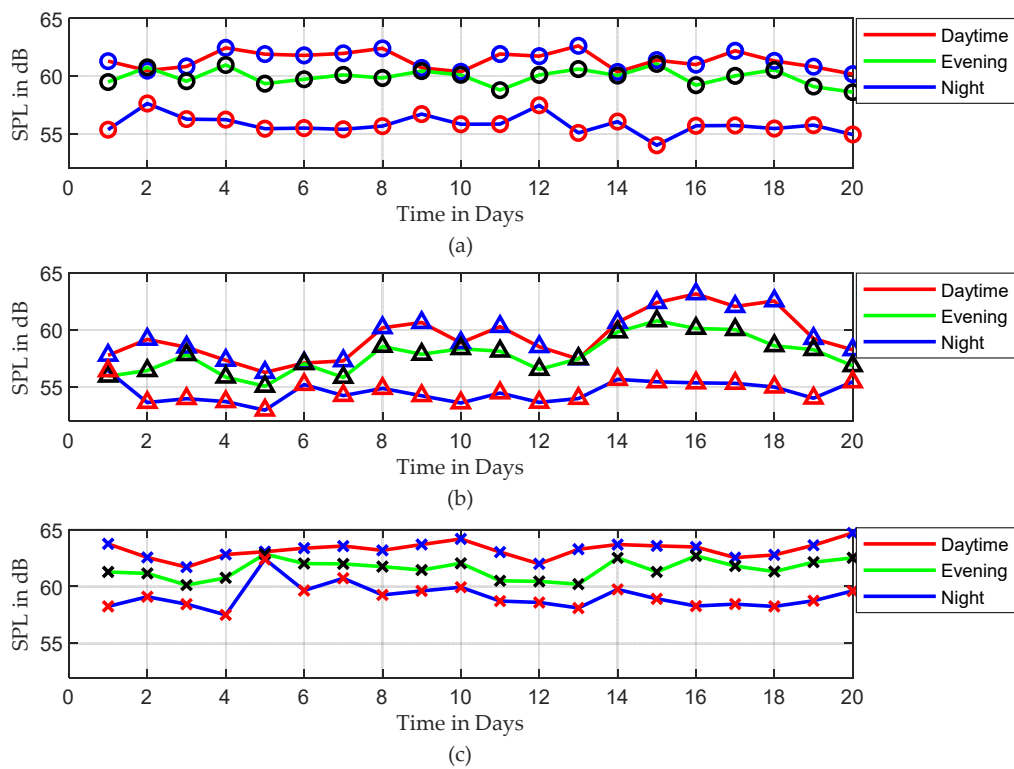 65
60
55
SPL in dB
0 2 4 6 8 10 12 14 16 18 20
Time in Days
Daytime
Evening
Night
(a)
65
60
55
SPL in dB
0 2 4 6 8 10 12 14 16 18 20
Time in Days
Daytime
Evening
Night
(b)
65
60
55
SPL in dB
0 2 4 6 8 10 12 14 16 18 20
Time in Days
Daytime
Evening
Night
(c)